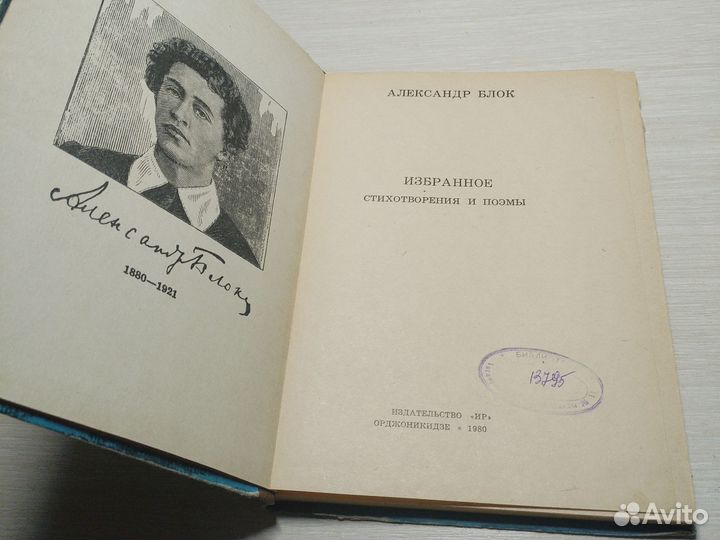 Александр Блок
1880—1921
АЛЕКСАНДР БЛОК
ИЗБРАННОЕ
СТИХОТВОРЕНИЯ И ПОЭМЫ
13795
ИЗДАТЕЛЬСТВО «ИР»
ОРДЖОНИКИДЗЕ * 1980
Avito